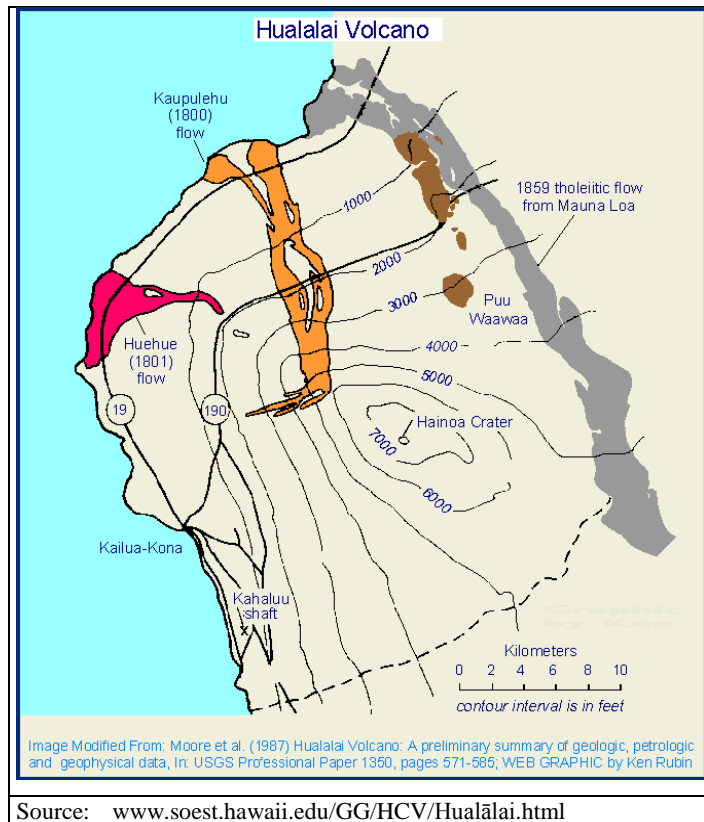 Hualalai Volcano
Kaupulehu
(1800)
flow
1859 tholeiitic flow
from Mauna Loa
1000
2000
3000
4000
5000
6000
7000
Puu
Waawaa
Huehue
(1801)
flow
19
190
Hainoa Crater
Kailua-Kona
Kahaluu
shaft
x
Graphic
by Ken
Kilometers
0 2 4 6 8 10
contour interval is in feet
Image Modified From: Moore et al. (1987) Hualalai Volcano: A preliminary summary of geologic, petrologic
and geophysical data, In: USGS Professional Paper 1350, pages 571-585; WEB GRAPHIC by Ken Rubin
Source: www.soest.hawaii.edu/GG/HCV/Hualālai.html